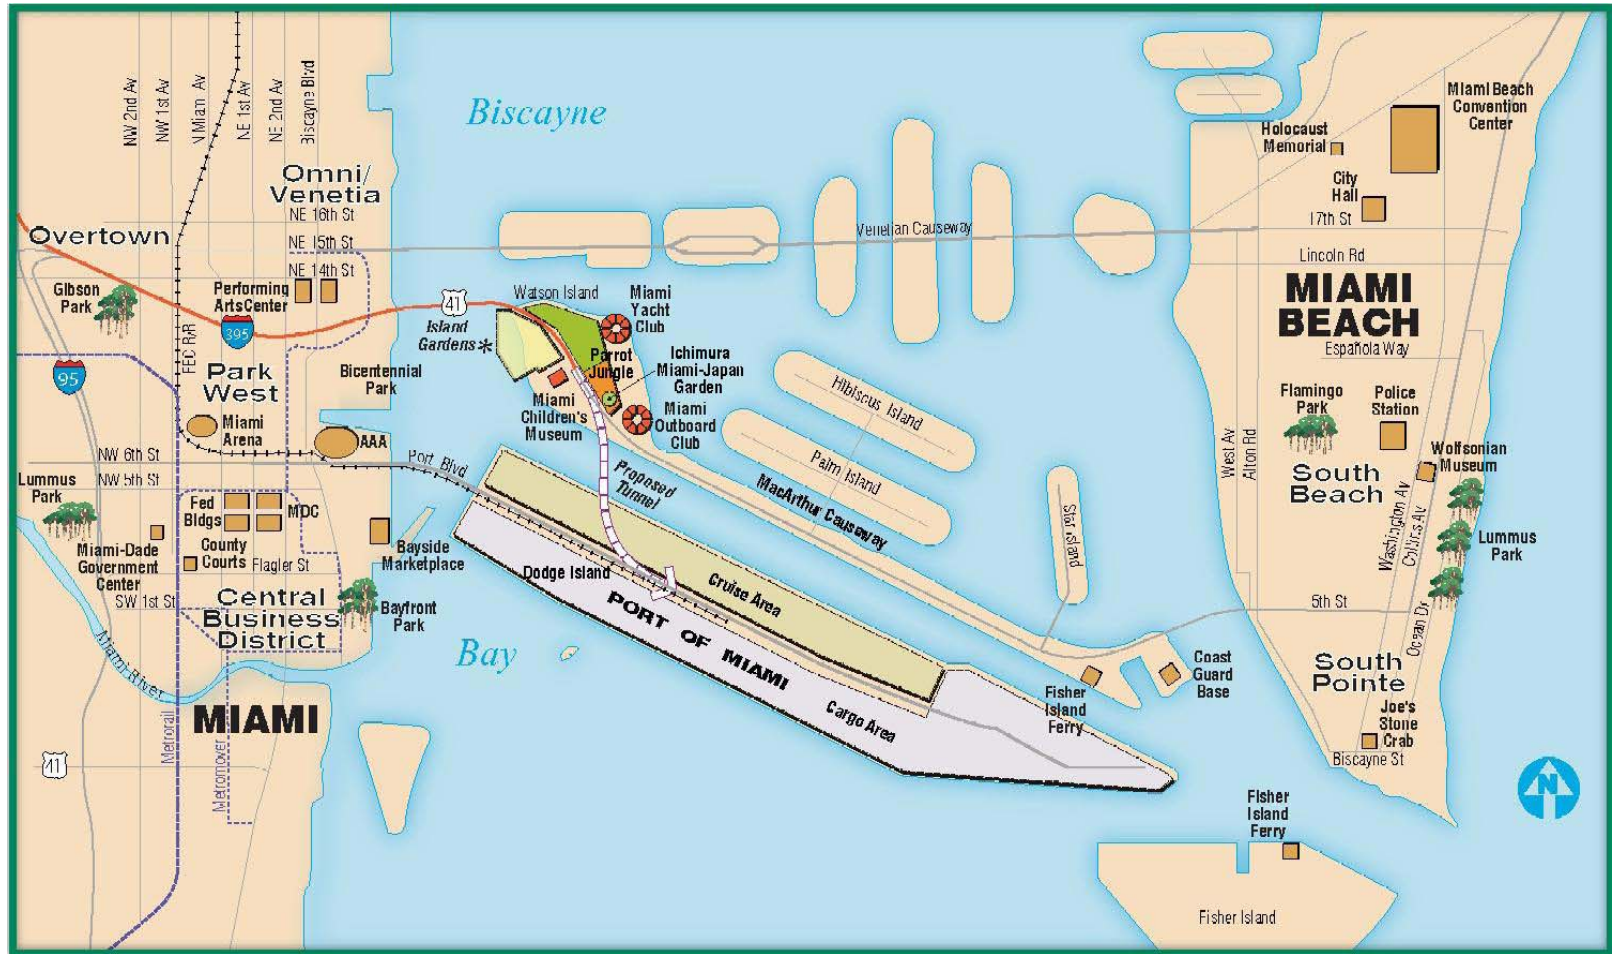 NW 2nd Av
NW 1st Av
N Miami Av
NE 1st Av
NE 2nd Av
Biscayne Blvd
Omni/
Venetia
NE 16th St
NE 15th St
NE 14th St
Overtown
Gibson
Park
Performing
Arts Center
395
FEC RR
95
Park
West
Bicentennial
Park
Miami
Arena
AAA
NW 6th St
NW 5th St
Port Blvd
Lummus
Park
Fed
Bldgs
MDC
Miami-Dade
Government
Center
County
Courts
Flagler St
Bayside
Marketplace
SW 1st St
Central
Business
District
Bayfront
Park
Miami River
MIAMI
Metrorail
Metromover
41
Biscayne
Bay
41
Watson Island
Island
Gardens*
Miami
Yacht
Club
Parrot
Jungle
Ichimura
Miami-Japan
Garden
Miami
Children's
Museum
Miami
Outboard
Club
Proposed
Tunnel
Venetian Causeway
Hibiscus Island
Palm Island
MacArthur Causeway
Star Island
Dodge Island
Cruise Area
PORT OF MIAMI
Cargo Area
Fisher
Island
Ferry
Coast
Guard
Base
Miami Beach
Convention
Center
Holocaust
Memorial
City
Hall
17th St
Lincoln Rd
MIAMI
BEACH
Española Way
Flamingo
Park
Police
Station
West Av
Alton Rd
Wolfsonian
Museum
South
Beach
Washington Av
Collins Av
Lummus
Park
5th St
Ocean Dr
South
Pointe
Joe's
Stone
Crab
Biscayne St
N
Fisher
Island
Ferry
Fisher Island